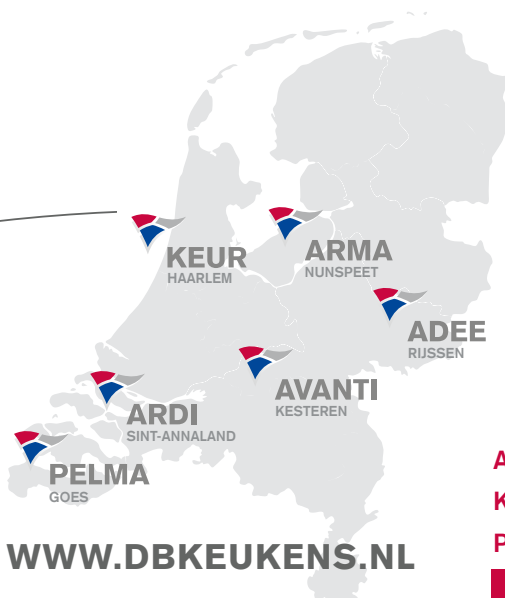 KEUR
HAARLEM
ARMA
NUNSPEET
ADEE
RIJSSEN
AVANTI
KESTEREN
ARDI
SINT-ANNALAND
PELMA
GOES
A
K
P
WWW.DBKEUKENS.NL